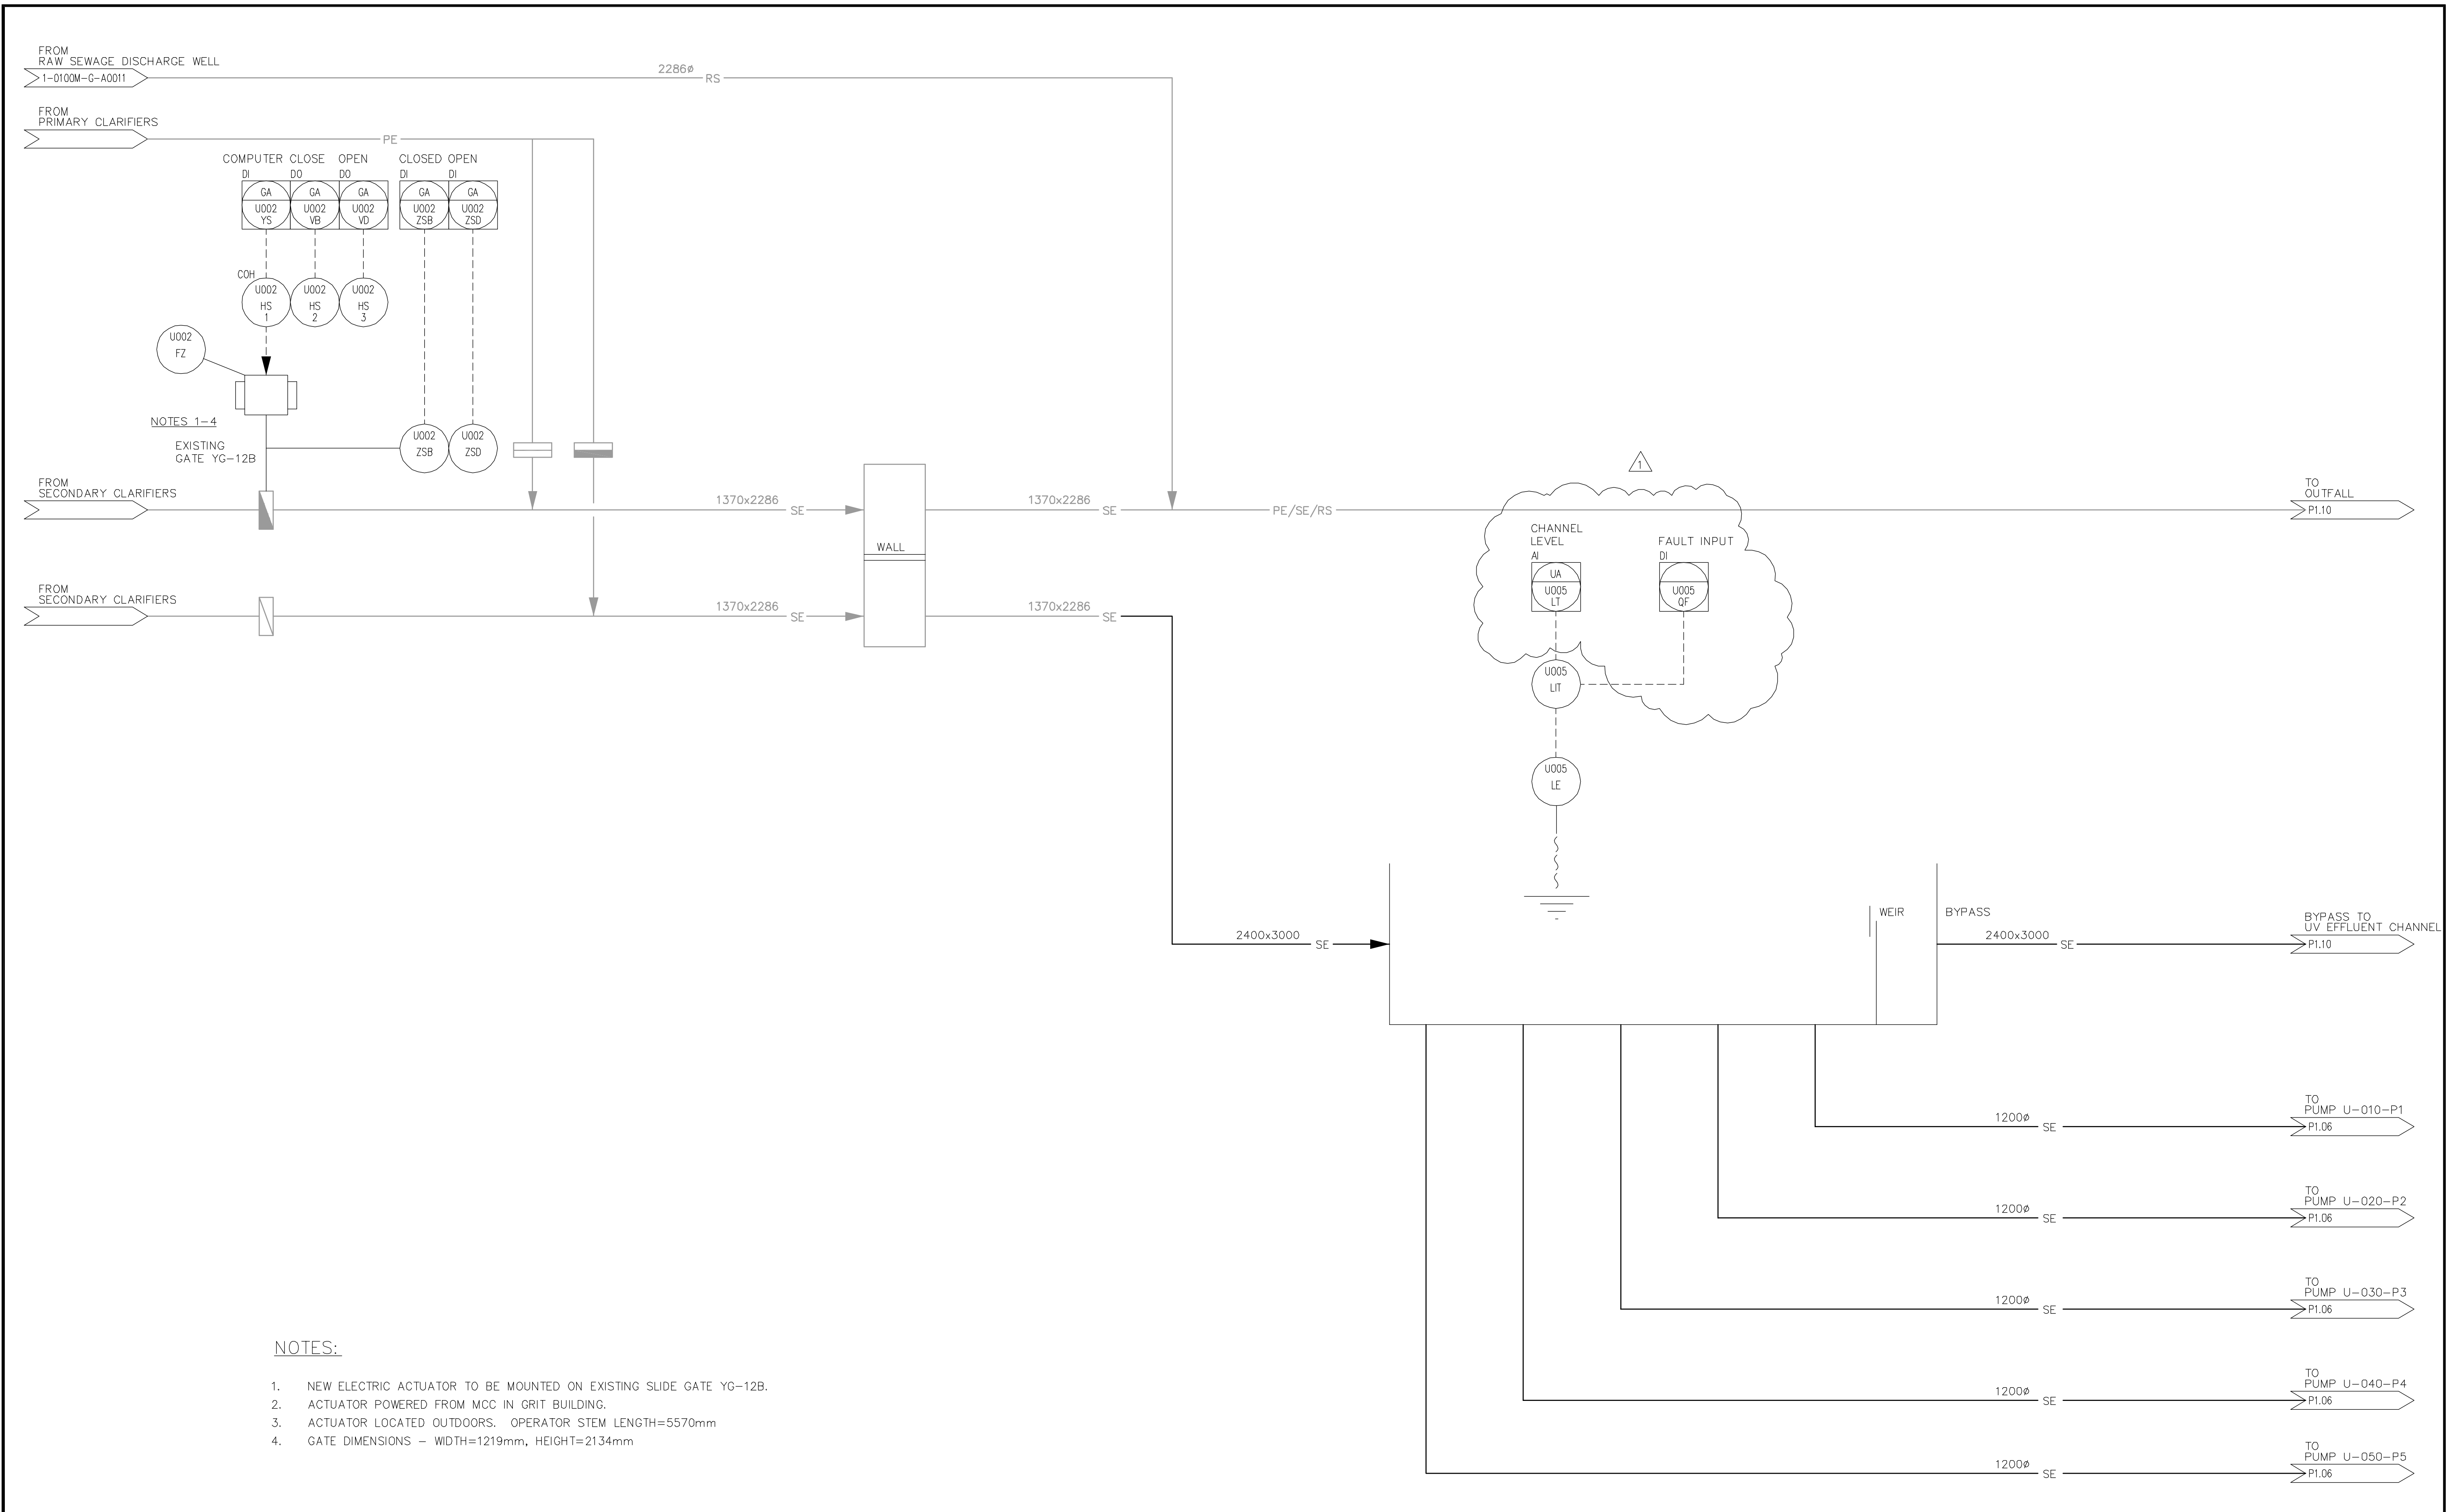 FROM
RAW SEWAGE DISCHARGE WELL
1-0100M-G-A0011
2286ø
RS
FROM
PRIMARY CLARIFIERS
PE
COMPUTER CLOSE OPEN CLOSED OPEN
DI DO DO DI DI
GA GA GA GA GA
U002 U002 U002 U002 U002
YS VB VD ZSB ZSD
COH
U002 U002 U002
HS HS HS
1 2 3
U002
FZ
NOTES 1-4
EXISTING
GATE YG-12B
U002 U002
ZSB ZSD
1
FROM
SECONDARY CLARIFIERS
1370x2286
SE
1370x2286
SE
PE/SE/RS
TO
OUTFALL
P1.10
WALL
CHANNEL
LEVEL
AI
UA
U005
LT
FAULT INPUT
DI
U005
QF
FROM
SECONDARY CLARIFIERS
1370x2286
SE
1370x2286
SE
U005
LIT
U005
LE
WEIR
BYPASS
2400x3000
SE
2400x3000
SE
BYPASS TO
UV EFFLUENT CHANNEL
P1.10
1200ø
SE
TO
PUMP U-010-P1
P1.06
1200ø
SE
TO
PUMP U-020-P2
P1.06
1200ø
SE
TO
PUMP U-030-P3
P1.06
1200ø
SE
TO
PUMP U-040-P4
P1.06
1200ø
SE
TO
PUMP U-050-P5
P1.06
NOTES:
1. NEW ELECTRIC ACTUATOR TO BE MOUNTED ON EXISTING SLIDE GATE YG-12B.
2. ACTUATOR POWERED FROM MCC IN GRIT BUILDING.
3. ACTUATOR LOCATED OUTDOORS. OPERATOR STEM LENGTH=5570mm
4. GATE DIMENSIONS - WIDTH=1219mm, HEIGHT=2134mm